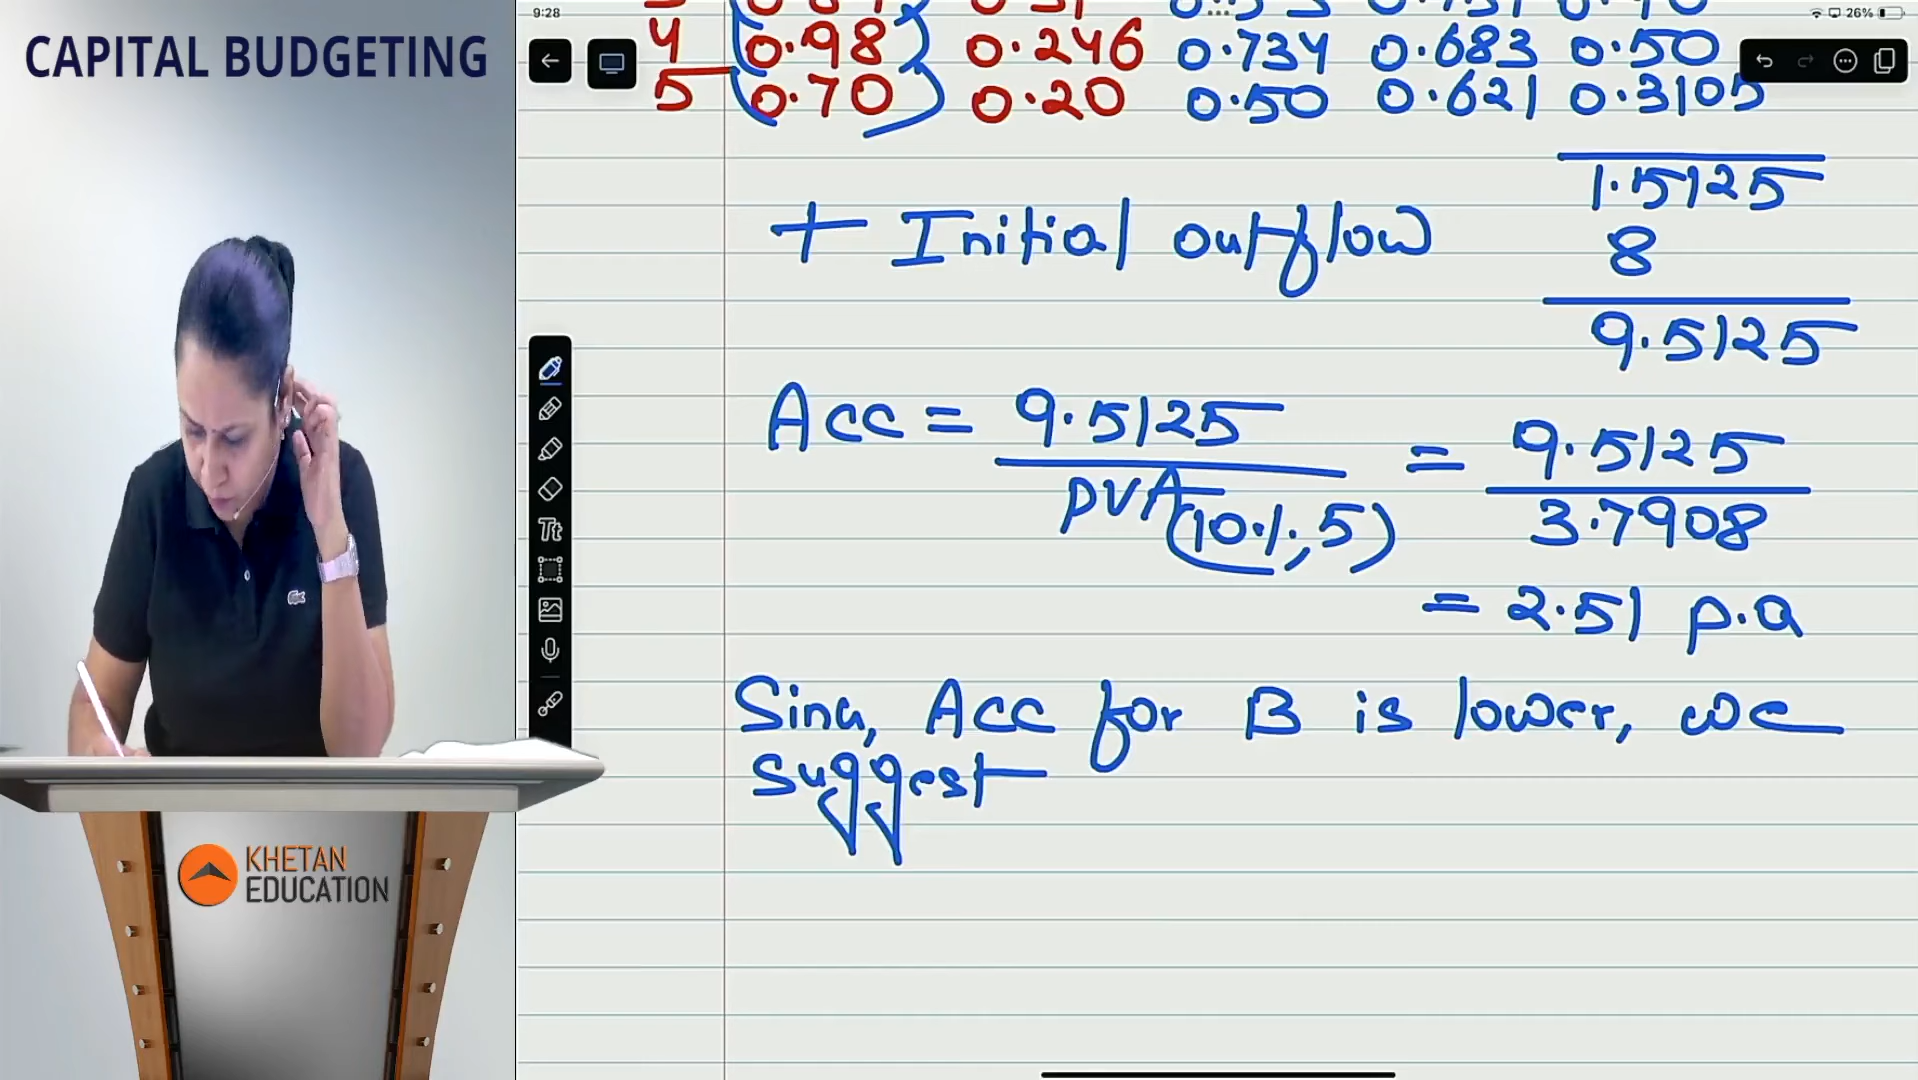 9:28
26%
CAPITAL BUDGETING
4 (0.98) 0.246 0.734 0.683 0.50
5 (0.70) 0.20 0.50 0.621 0.3105
1.5125
+ Initial outflow 8
9.5125
Acc = 9.5125 = 9.5125
PVA(10%,5) 3.7908
= 2.51 p.a
Since, Acc for B is lower, we
suggest
Tt
KHETAN
EDUCATION